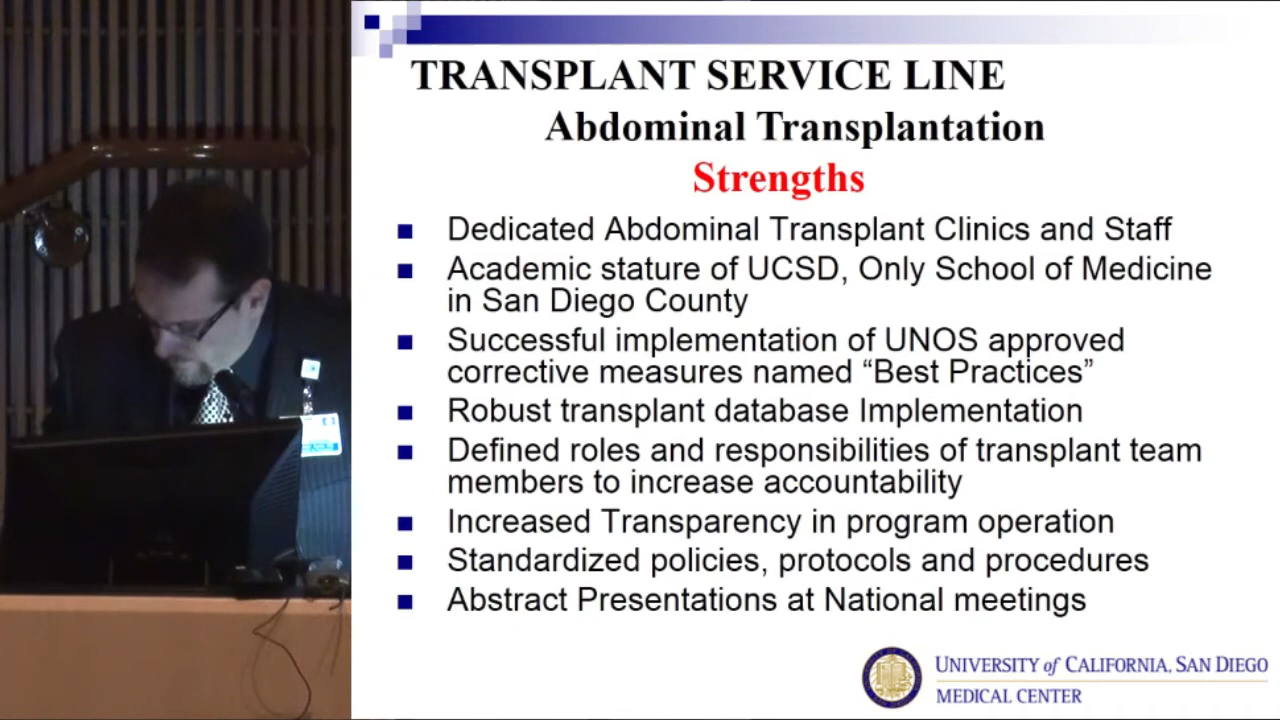 TRANSPLANT SERVICE LINE
Abdominal Transplantation
Strengths
Dedicated Abdominal Transplant Clinics and Staff
Academic stature of UCSD, Only School of Medicine
in San Diego County
Successful implementation of UNOS approved
corrective measures named “Best Practices”
Robust transplant database Implementation
Defined roles and responsibilities of transplant team
members to increase accountability
Increased Transparency in program operation
Standardized policies, protocols and procedures
Abstract Presentations at National meetings
UNIVERSITY of CALIFORNIA, SAN DIEGO
MEDICAL CENTER